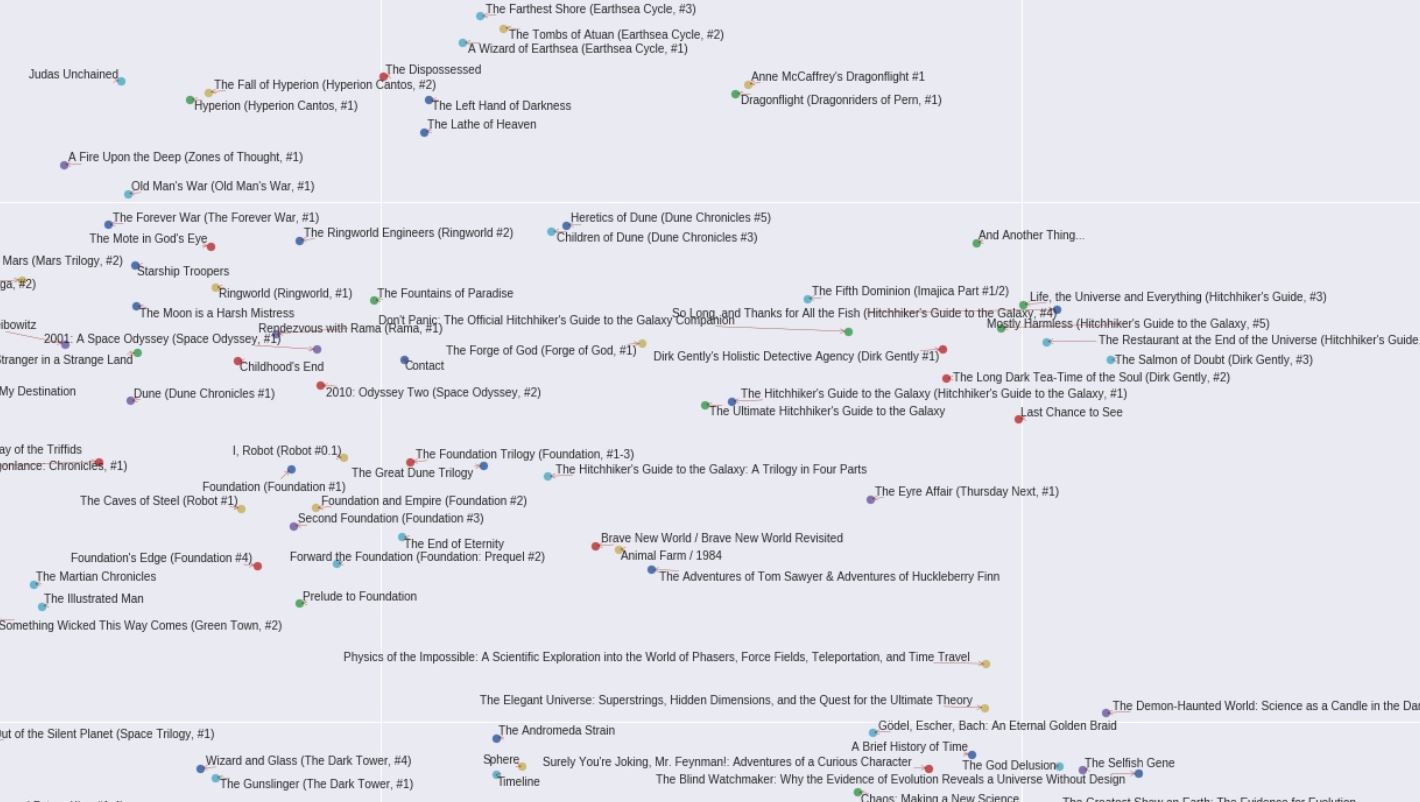 The Farthest Shore (Earthsea Cycle, #3)
The Tombs of Atuan (Earthsea Cycle, #2)
A Wizard of Earthsea (Earthsea Cycle, #1)
Judas Unchained
The Dispossessed
The Fall of Hyperion (Hyperion Cantos, #2)
Anne McCaffrey's Dragonflight #1
Hyperion (Hyperion Cantos, #1)
The Left Hand of Darkness
Dragonflight (Dragonriders of Pern, #1)
The Lathe of Heaven
A Fire Upon the Deep (Zones of Thought, #1)
Old Man's War (Old Man's War, #1)
The Forever War (The Forever War, #1)
Heretics of Dune (Dune Chronicles #5)
The Mote in God's Eye
The Ringworld Engineers (Ringworld #2)
Children of Dune (Dune Chronicles #3)
And Another Thing...
Mars (Mars Trilogy, #2)
Starship Troopers
ga, #2)
Ringworld (Ringworld, #1)
The Fountains of Paradise
The Fifth Dominion (Imajica Part #1/2)
Life, the Universe and Everything (Hitchhiker's Guide, #3)
The Moon is a Harsh Mistress
So Long, and Thanks for All the Fish (Hitchhiker's Guide to the Galaxy, #4)
Don't Panic: The Official Hitchhiker's Guide to the Galaxy Companion
eibowitz
Rendezvous with Rama (Rama, #1)
Mostly Harmless (Hitchhiker's Guide to the Galaxy, #5)
2001: A Space Odyssey (Space Odyssey, #1)
The Restaurant at the End of the Universe (Hitchhiker's Guide
Stranger in a Strange Land
The Forge of God (Forge of God, #1)
Dirk Gently's Holistic Detective Agency (Dirk Gently #1)
The Salmon of Doubt (Dirk Gently, #3)
Childhood's End
Contact
The Long Dark Tea-Time of the Soul (Dirk Gently, #2)
My Destination
Dune (Dune Chronicles #1)
2010: Odyssey Two (Space Odyssey, #2)
The Hitchhiker's Guide to the Galaxy (Hitchhiker's Guide to the Galaxy, #1)
The Ultimate Hitchhiker's Guide to the Galaxy
Last Chance to See
ay of the Triffids
I, Robot (Robot #0.1)
The Foundation Trilogy (Foundation, #1-3)
gonlance: Chronicles, #1)
The Great Dune Trilogy
The Hitchhiker's Guide to the Galaxy: A Trilogy in Four Parts
Foundation (Foundation #1)
The Eyre Affair (Thursday Next, #1)
The Caves of Steel (Robot #1)
Foundation and Empire (Foundation #2)
Second Foundation (Foundation #3)
The End of Eternity
Brave New World / Brave New World Revisited
Foundation's Edge (Foundation #4)
Forward the Foundation (Foundation: Prequel #2)
Animal Farm / 1984
The Martian Chronicles
The Adventures of Tom Sawyer & Adventures of Huckleberry Finn
The Illustrated Man
Prelude to Foundation
Something Wicked This Way Comes (Green Town, #2)
Physics of the Impossible: A Scientific Exploration into the World of Phasers, Force Fields, Teleportation, and Time Travel
The Elegant Universe: Superstrings, Hidden Dimensions, and the Quest for the Ultimate Theory
The Demon-Haunted World: Science as a Candle in the Dar
Out of the Silent Planet (Space Trilogy, #1)
The Andromeda Strain
Gödel, Escher, Bach: An Eternal Golden Braid
A Brief History of Time
Wizard and Glass (The Dark Tower, #4)
Sphere
Surely You're Joking, Mr. Feynman!: Adventures of a Curious Character
The God Delusion
The Selfish Gene
The Gunslinger (The Dark Tower, #1)
Timeline
The Blind Watchmaker: Why the Evidence of Evolution Reveals a Universe Without Design
Chaos: Making a New Science
The Greatest Show on Earth: The Evidence for Evolution